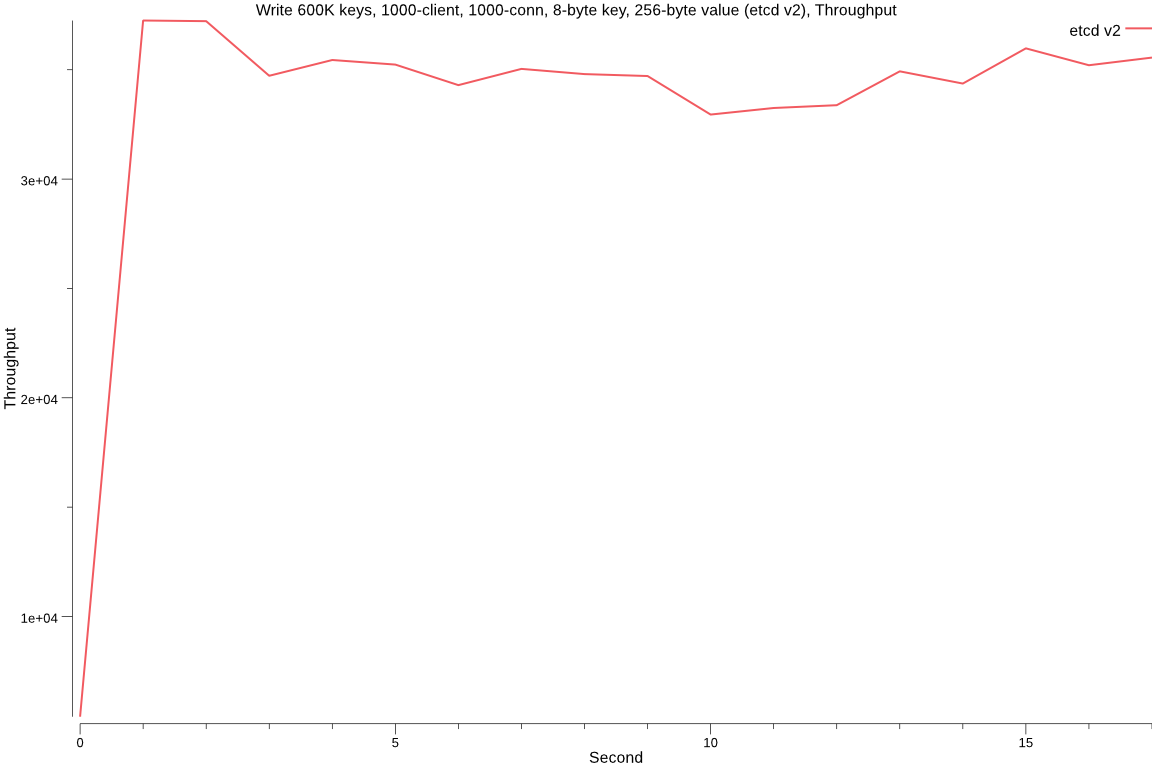 Write 600K keys, 1000-client, 1000-conn, 8-byte key, 256-byte value (etcd v2), Throughput
etcd v2
3e+04
Throughput
2e+04
1e+04
0 5 10 15
Second